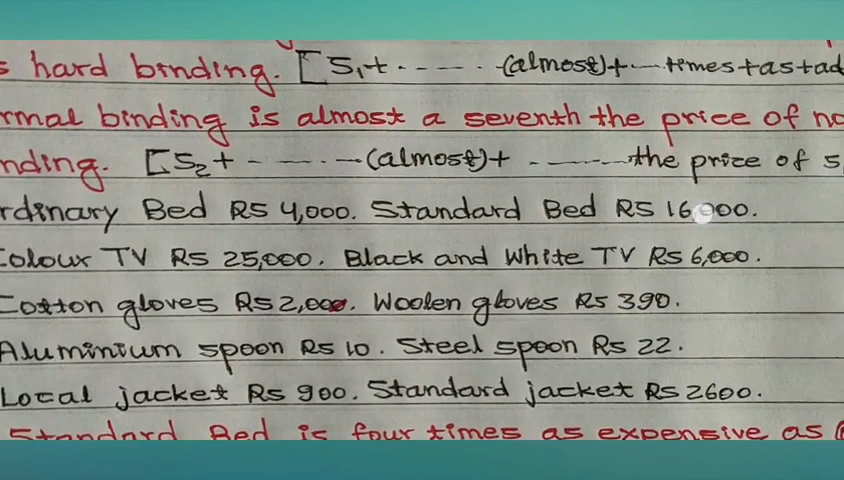 s hard binding. [S1+ ------ (almost)+ ---- times+as+ad
rmal binding is almost a seventh the price of no
nding. [S2+ ------- (almost)+ ------- the price of S
rdinary Bed Rs 4,000. Standard Bed Rs 16000.
Colour TV Rs 25,000. Black and White TV Rs 6,000.
Cotton gloves Rs 2,000. Woolen gloves Rs 390.
Aluminium spoon Rs 10. Steel spoon Rs 22.
Local jacket Rs 900. Standard jacket Rs 2600.
Standard Bed is four times as expensive as